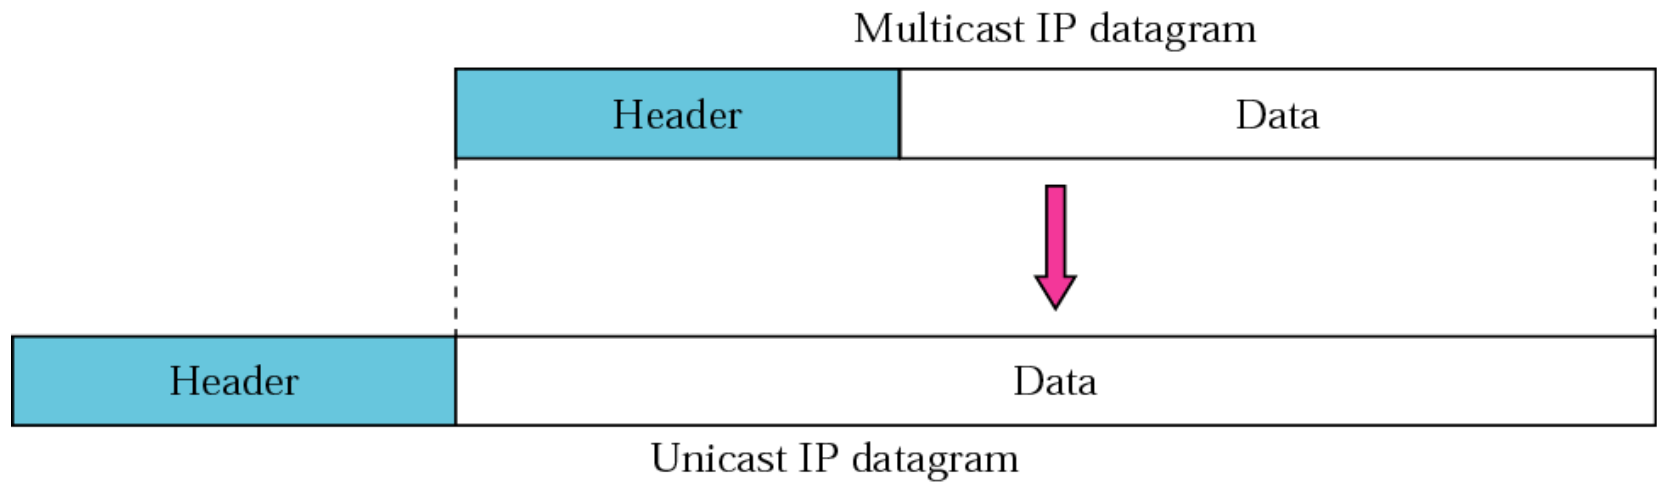 Multicast IP datagram
Header
Data
Header
Data
Unicast IP datagram